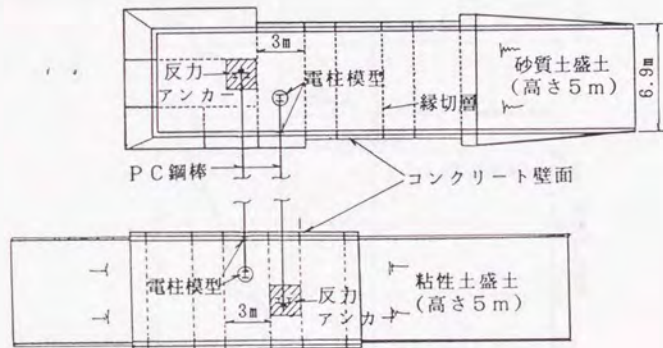 3m
反力
アンカー
電柱模型
縁切層
砂質土盛土
(高さ5m)
6.9m
PC鋼棒
コンクリート壁面
電柱模型
3m
反力
アンカー
粘性土盛土
(高さ5m)